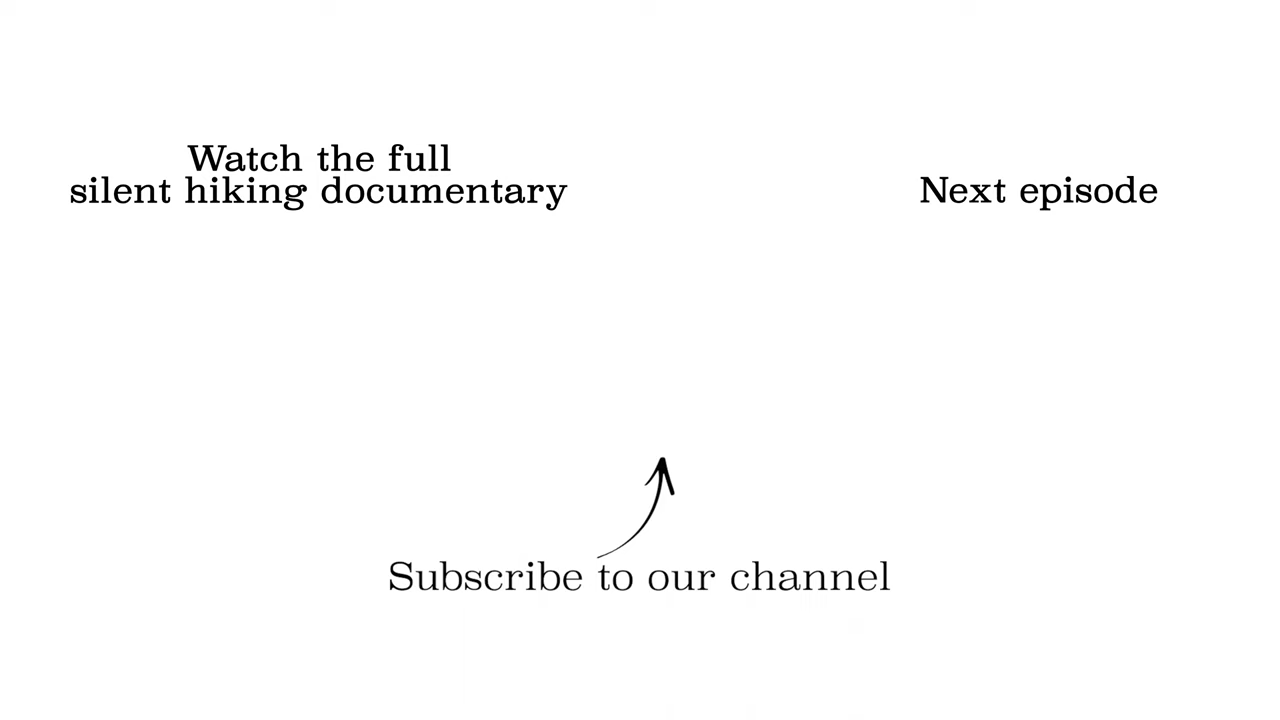 Watch the full
silent hiking documentary
Next episode
Subscribe to our channel